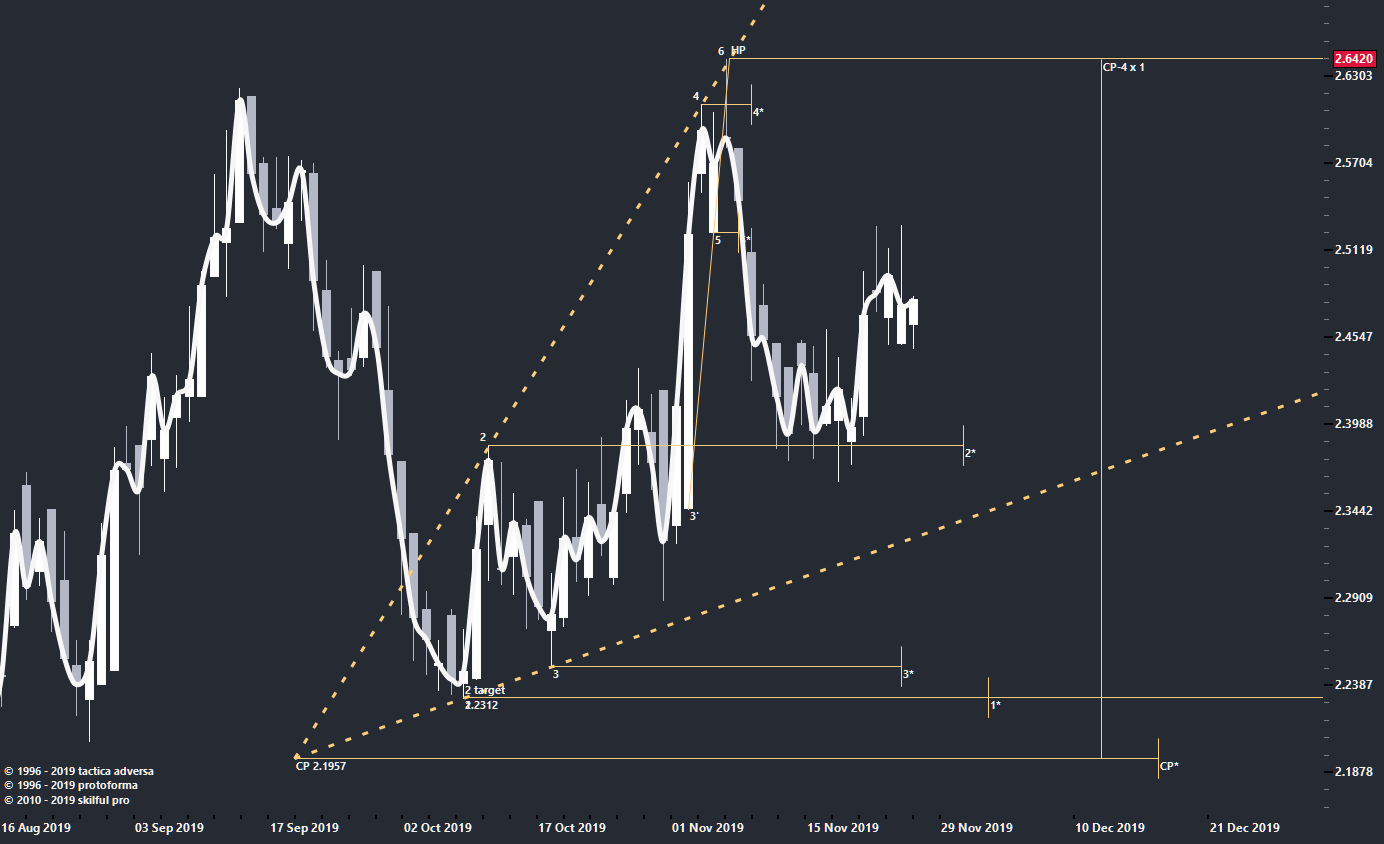 6 HP
2.6420
CP-4 x 1
2.6303
4
4*
2.5704
5
*
2.5119
2.4547
2
2.3988
2*
3'
2.3442
2.2909
3
3*
2 target
2.2387
2.2312
1*
CP 2.1957
CP*
2.1878
© 1996 - 2019 tactica adversa
© 1996 - 2019 protoforma
© 2010 - 2019 skilful pro
16 Aug 2019 03 Sep 2019 17 Sep 2019 02 Oct 2019 17 Oct 2019 01 Nov 2019 15 Nov 2019 29 Nov 2019 10 Dec 2019 21 Dec 2019